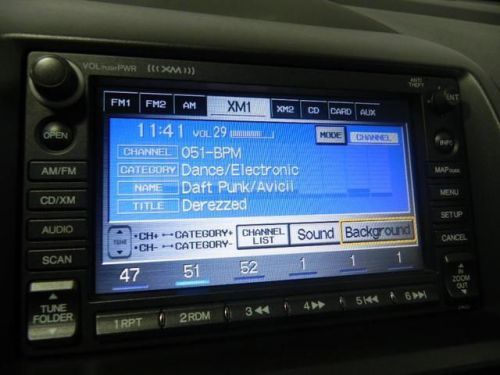 VOL PUSH PWR ((( XM )))
ANTI THEFT
ENT
FM1 FM2 AM XM1 XM2 CD CARD AUX
OPEN
11:41 VOL 29 MODE CHANNEL
INFO
CHANNEL 051-BPM
AM/FM
CATEGORY Dance/Electronic
MAP
CD/XM
NAME Daft Punk/Avicii
MENU
TITLE Derezzed
SET UP
AUDIO
TUNE •CH+ ←CATEGORY+
•CH- ←CATEGORY-
CHANNEL LIST Sound Background
CANCEL
SCAN
47 51 52 1 1 1
IN
ZOOM
OUT
TUNE
FOLDER
1 RPT 2 RDM 3 4 5 6